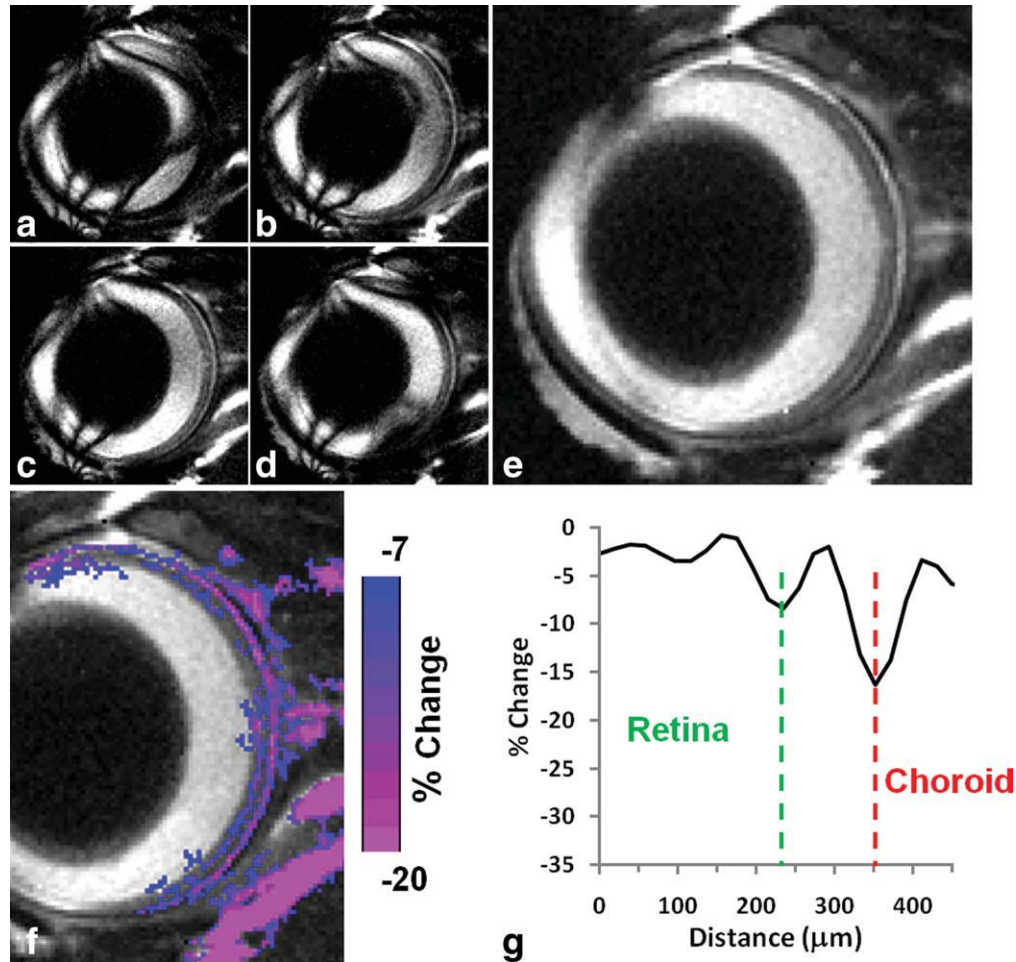 a
b
c
d
e
f
-7
% Change
-20
g
0
-5
-10
-15
-20
-25
-30
-35
% Change
Retina
Choroid
0 100 200 300 400
Distance (μm)